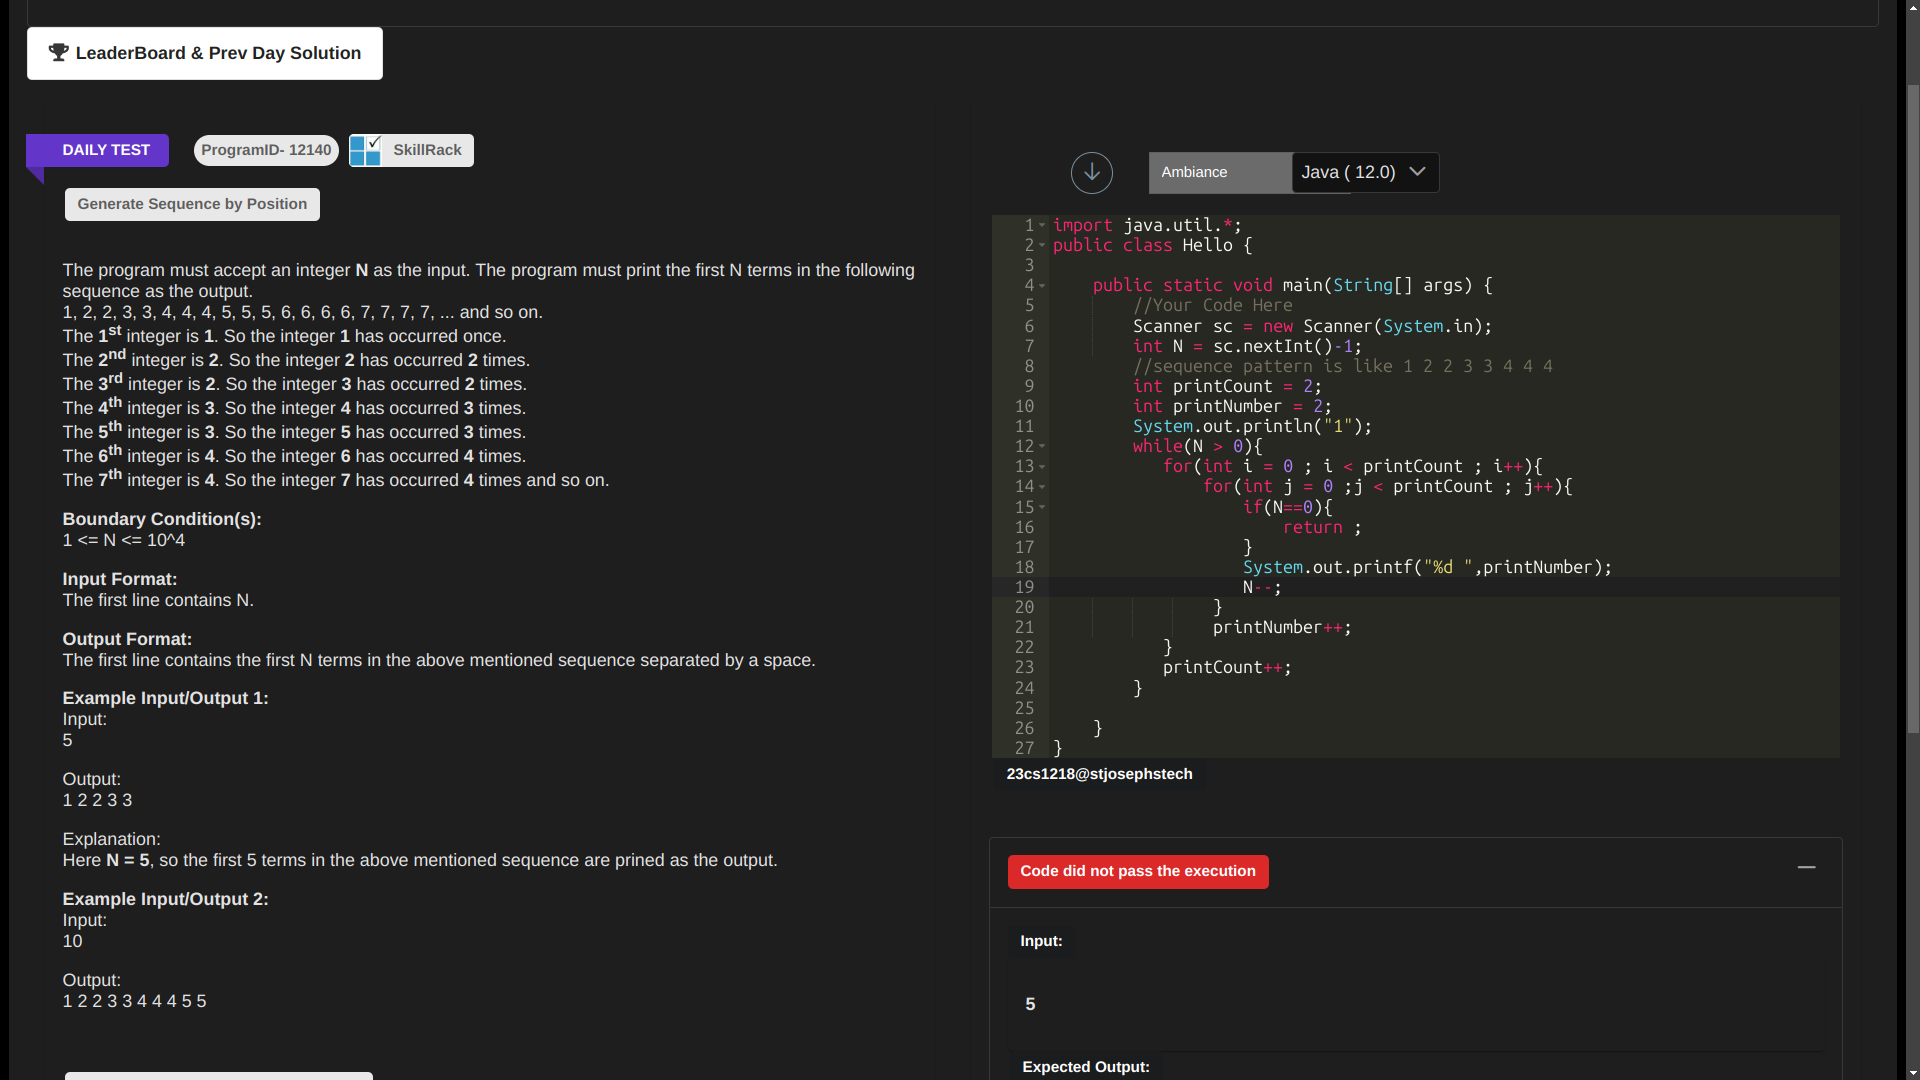 LeaderBoard & Prev Day Solution
DAILY TEST
ProgramID- 12140
SkillRack
Generate Sequence by Position
The program must accept an integer N as the input. The program must print the first N terms in the following
sequence as the output.
1, 2, 2, 3, 3, 4, 4, 4, 5, 5, 5, 6, 6, 6, 6, 7, 7, 7, 7, ... and so on.
The 1st integer is 1. So the integer 1 has occurred once.
The 2nd integer is 2. So the integer 2 has occurred 2 times.
The 3rd integer is 2. So the integer 3 has occurred 2 times.
The 4th integer is 3. So the integer 4 has occurred 3 times.
The 5th integer is 3. So the integer 5 has occurred 3 times.
The 6th integer is 4. So the integer 6 has occurred 4 times.
The 7th integer is 4. So the integer 7 has occurred 4 times and so on.
Boundary Condition(s):
1 <= N <= 10^4
Input Format:
The first line contains N.
Output Format:
The first line contains the first N terms in the above mentioned sequence separated by a space.
Example Input/Output 1:
Input:
5
Output:
1 2 2 3 3
Explanation:
Here N = 5, so the first 5 terms in the above mentioned sequence are prined as the output.
Example Input/Output 2:
Input:
10
Output:
1 2 2 3 3 4 4 4 5 5
Ambiance
Java ( 12.0)
1 import java.util.*;
2 public class Hello {
3
4 public static void main(String[] args) {
5 //Your Code Here
6 Scanner sc = new Scanner(System.in);
7 int N = sc.nextInt()-1;
8 //sequence pattern is like 1 2 2 3 3 4 4 4
9 int printCount = 2;
10 int printNumber = 2;
11 System.out.println("1");
12 while(N > 0){
13 for(int i = 0 ; i < printCount ; i++){
14 for(int j = 0 ;j < printCount ; j++){
15 if(N==0){
16 return ;
17 }
18 System.out.printf("%d ",printNumber);
19 N--;
20 }
21 printNumber++;
22 }
23 printCount++;
24 }
25
26 }
27 }
23cs1218@stjosephstech
Code did not pass the execution
Input:
5
Expected Output: